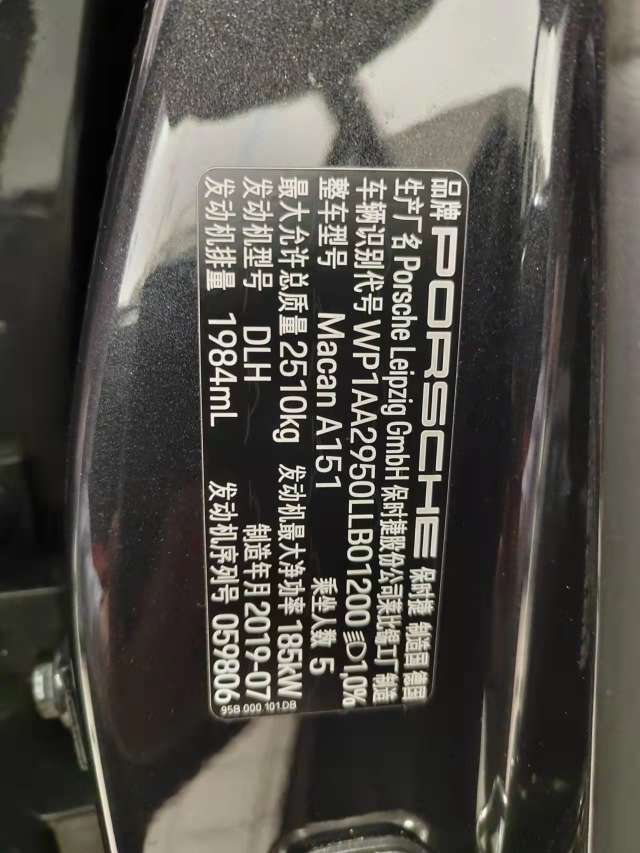 品牌 PORSCHE 保时捷 制造国 德国
生产厂名 Porsche Leipzig GmbH 保时捷股份公司莱比锡工厂 制造
车辆识别代号 WP1AA2950LLB01200 1,0%
整车型号 Macan A151 乘坐人数 5
最大允许总质量 2510kg 发动机最大净功率 185kW
发动机型号 DLH 制造年月 2019-07
发动机排量 1984mL 发动机序列号 059806
95B.000.101.DB